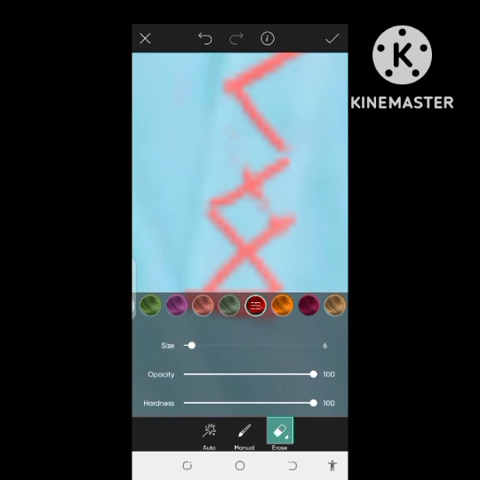 KINEMASTER
Size 6
Opacity 100
Hardness 100
Auto Manual Erase